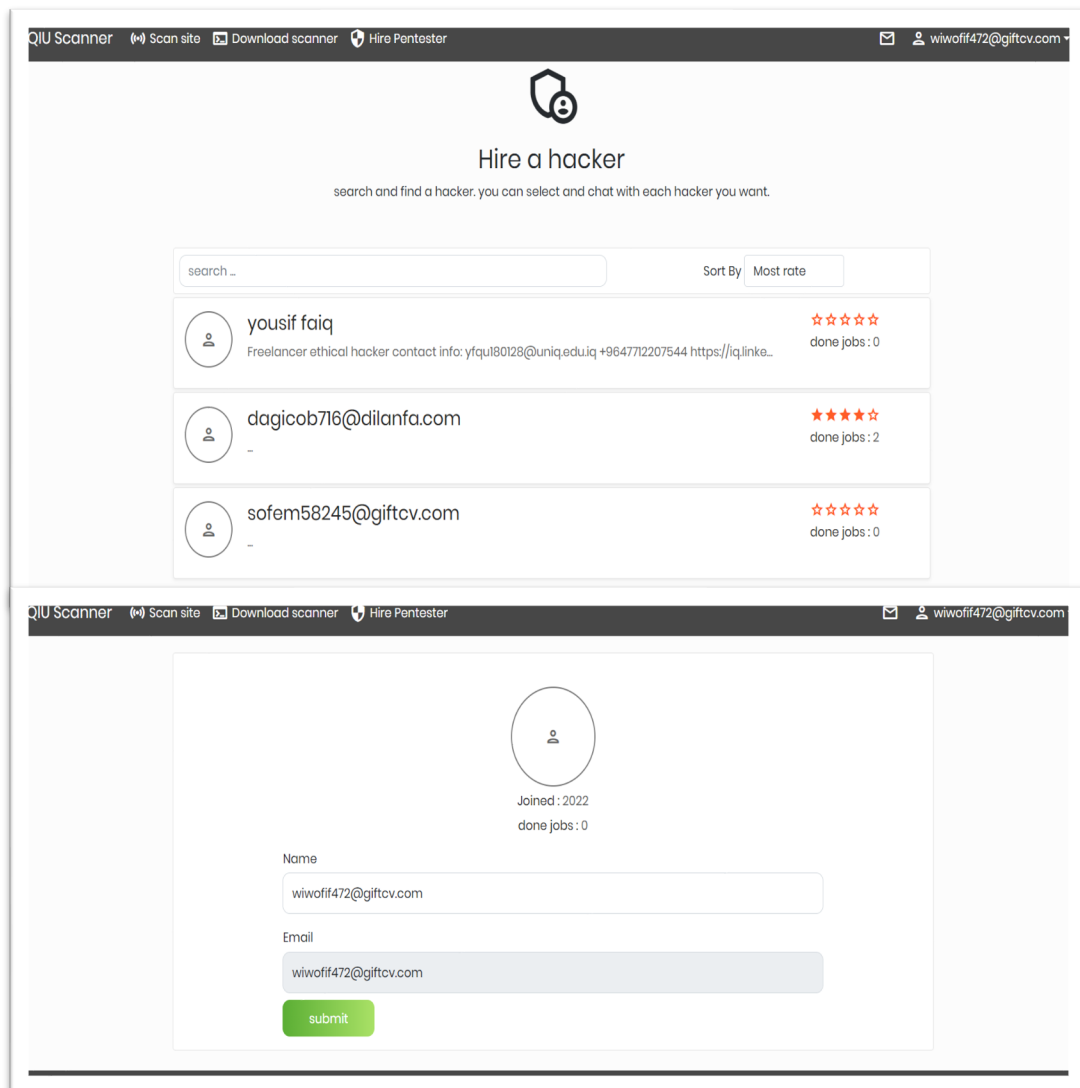 QIU Scanner Scan site Download scanner Hire Pentester wiwofif472@giftcv.com
Hire a hacker
search and find a hacker. you can select and chat with each hacker you want.
search ... Sort By Most rate
yousif faiq
Freelancer ethical hacker contact info: yfqu180128@uniq.edu.iq +9647712207544 https://iq.linke...
done jobs : 0
dagicob716@dilanfa.com
...
done jobs : 2
sofem58245@giftcv.com
...
done jobs : 0
QIU Scanner Scan site Download scanner Hire Pentester wiwofif472@giftcv.com
Joined : 2022
done jobs : 0
Name
wiwofif472@giftcv.com
Email
wiwofif472@giftcv.com
submit